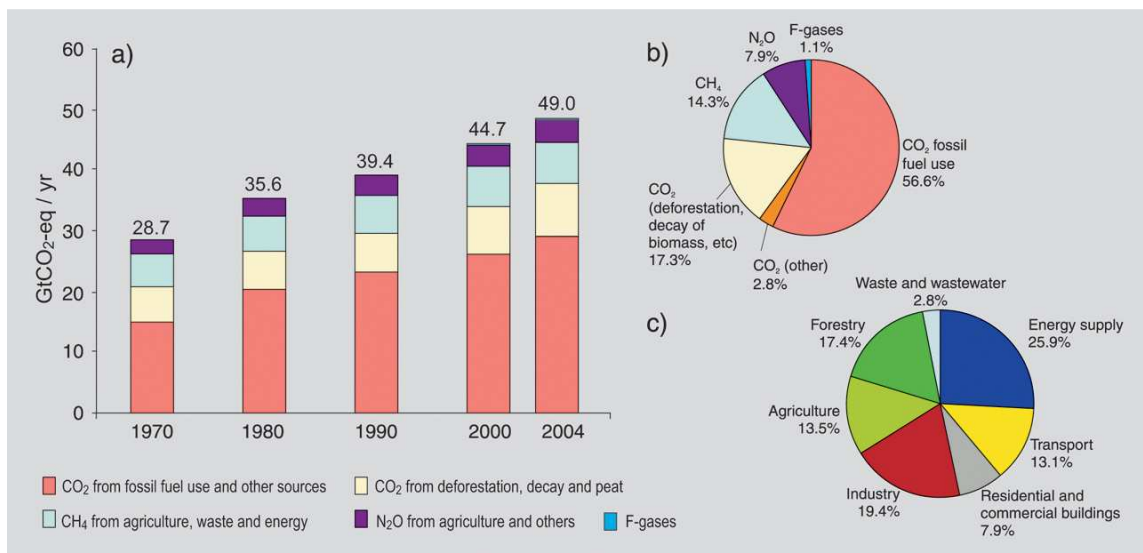 a)
GtCO₂-eq / yr
60
50
40
30
20
10
0
28.7
35.6
39.4
44.7
49.0
1970
1980
1990
2000
2004
CO₂ from fossil fuel use and other sources
CO₂ from deforestation, decay and peat
CH₄ from agriculture, waste and energy
N₂O from agriculture and others
F-gases
b)
F-gases
1.1%
N₂O
7.9%
CH₄
14.3%
CO₂ fossil
fuel use
56.6%
CO₂
(deforestation,
decay of
biomass, etc)
17.3%
CO₂ (other)
2.8%
c)
Waste and wastewater
2.8%
Forestry
17.4%
Energy supply
25.9%
Agriculture
13.5%
Transport
13.1%
Industry
19.4%
Residential and
commercial buildings
7.9%